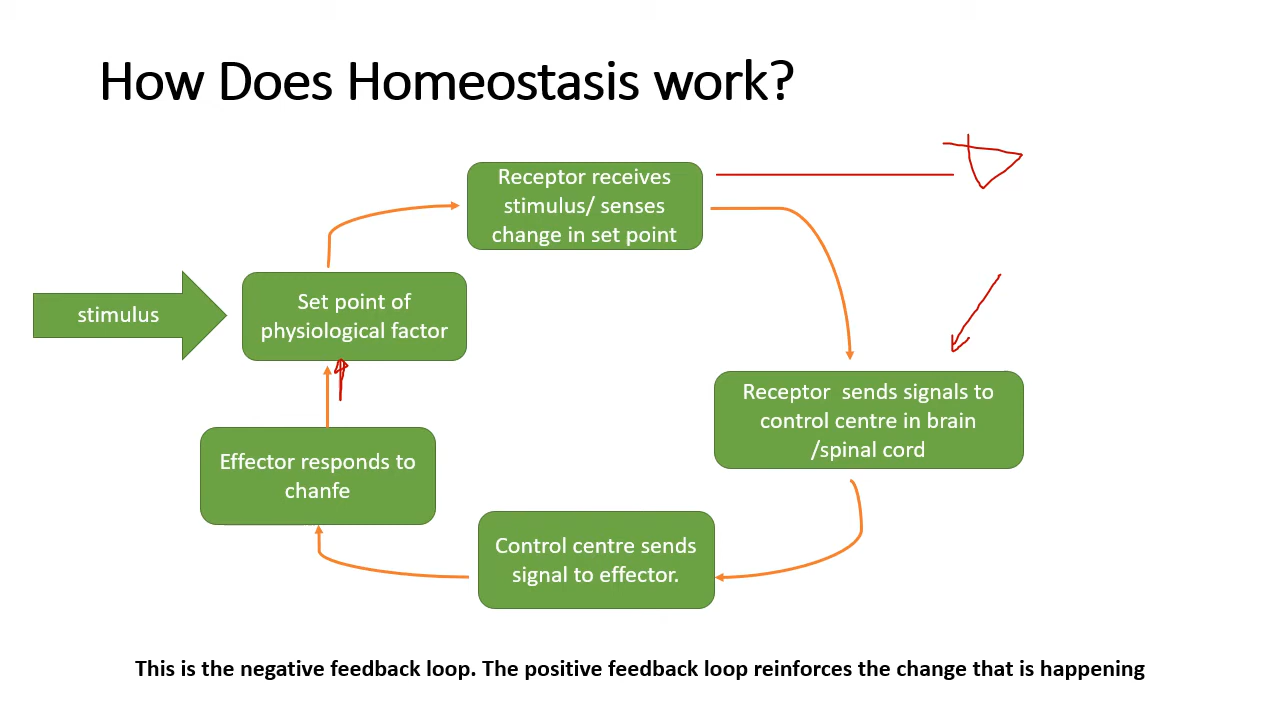 How Does Homeostasis work?
Receptor receives
stimulus/ senses
change in set point
stimulus
Set point of
physiological factor
Receptor  sends signals to
control centre in brain
/spinal cord
Effector responds to
chanfe
Control centre sends
signal to effector.
This is the negative feedback loop. The positive feedback loop reinforces the change that is happening